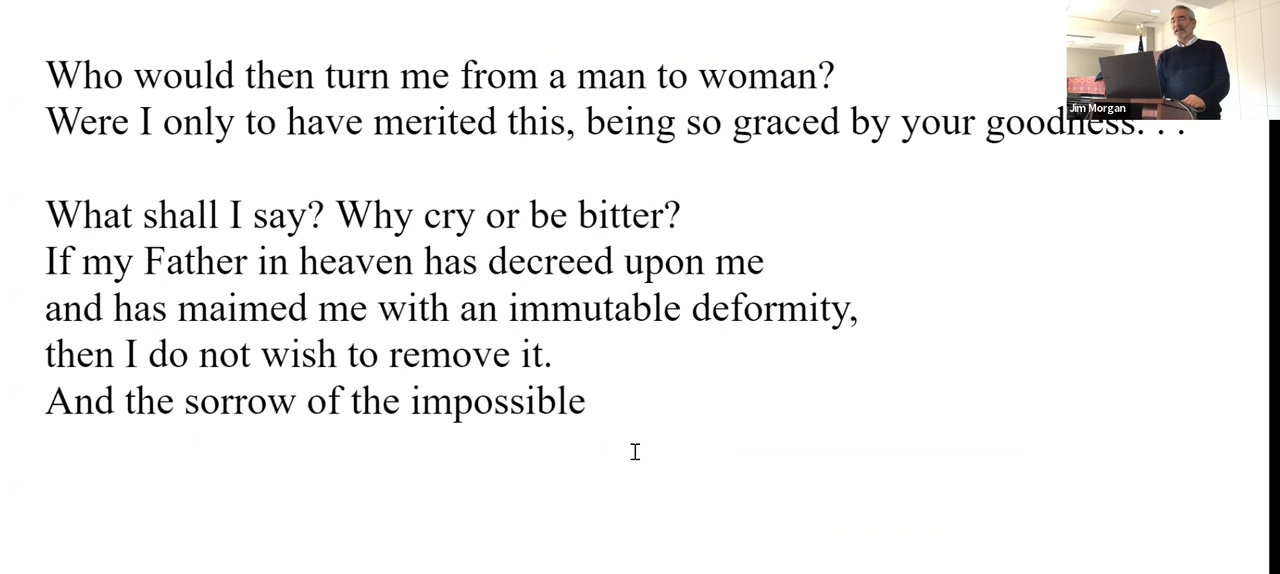 Who would then turn me from a man to woman?
Were I only to have merited this, being so graced by your goodness. . .
Jim Morgan
What shall I say? Why cry or be bitter?
If my Father in heaven has decreed upon me
and has maimed me with an immutable deformity,
then I do not wish to remove it.
And the sorrow of the impossible